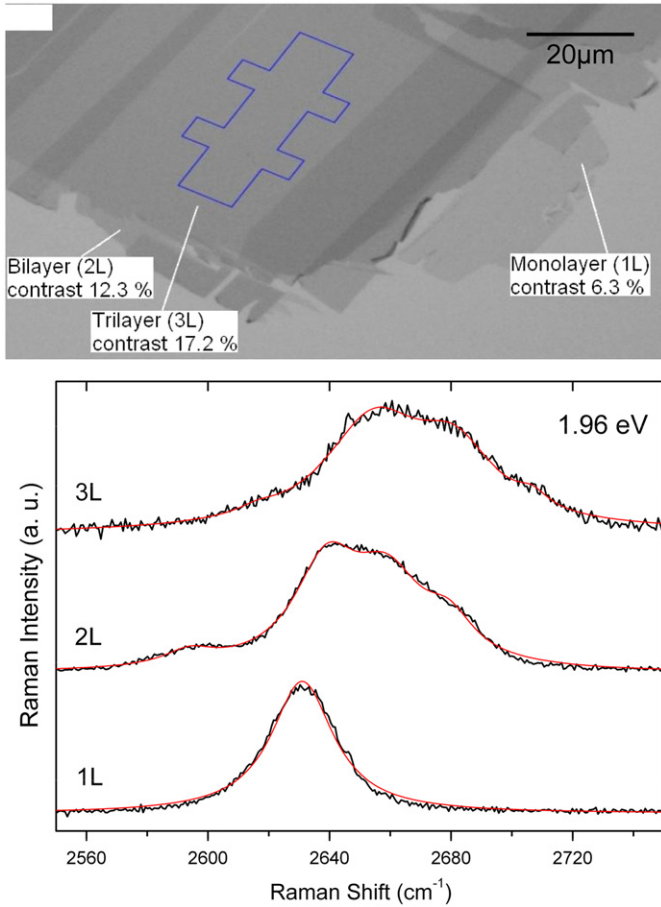 20µm
Bilayer (2L)
contrast 12.3 %
Trilayer (3L)
contrast 17.2 %
Monolayer (1L)
contrast 6.3 %
1.96 eV
3L
2L
1L
Raman Intensity (a. u.)
2560 2600 2640 2680 2720
Raman Shift (cm⁻¹)